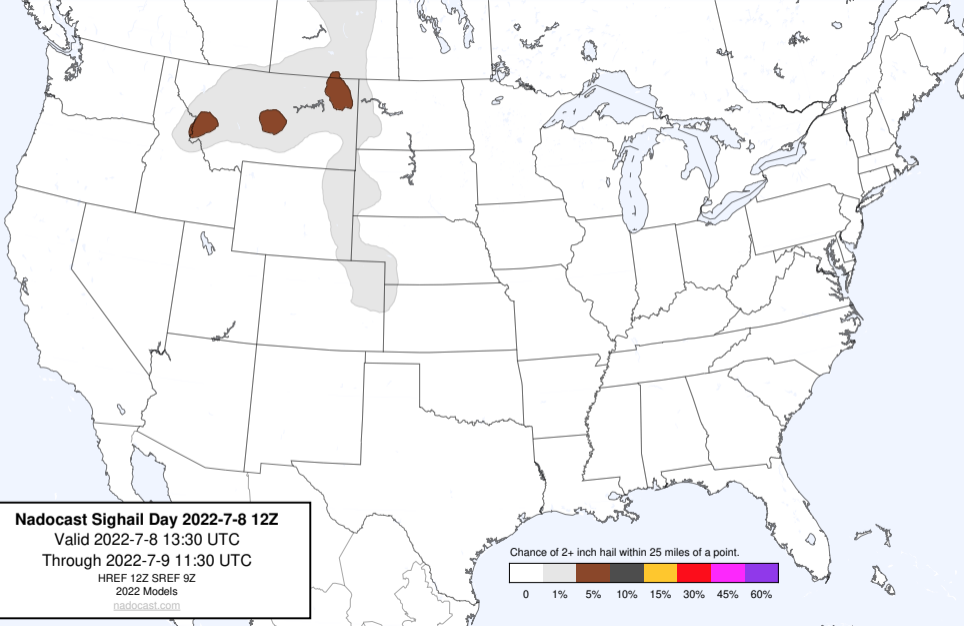 Nadocast Sighail Day 2022-7-8 12Z
Valid 2022-7-8 13:30 UTC
Through 2022-7-9 11:30 UTC
HREF 12Z SREF 9Z
2022 Models
nadocast.com
Chance of 2+ inch hail within 25 miles of a point.
0 1% 5% 10% 15% 30% 45% 60%